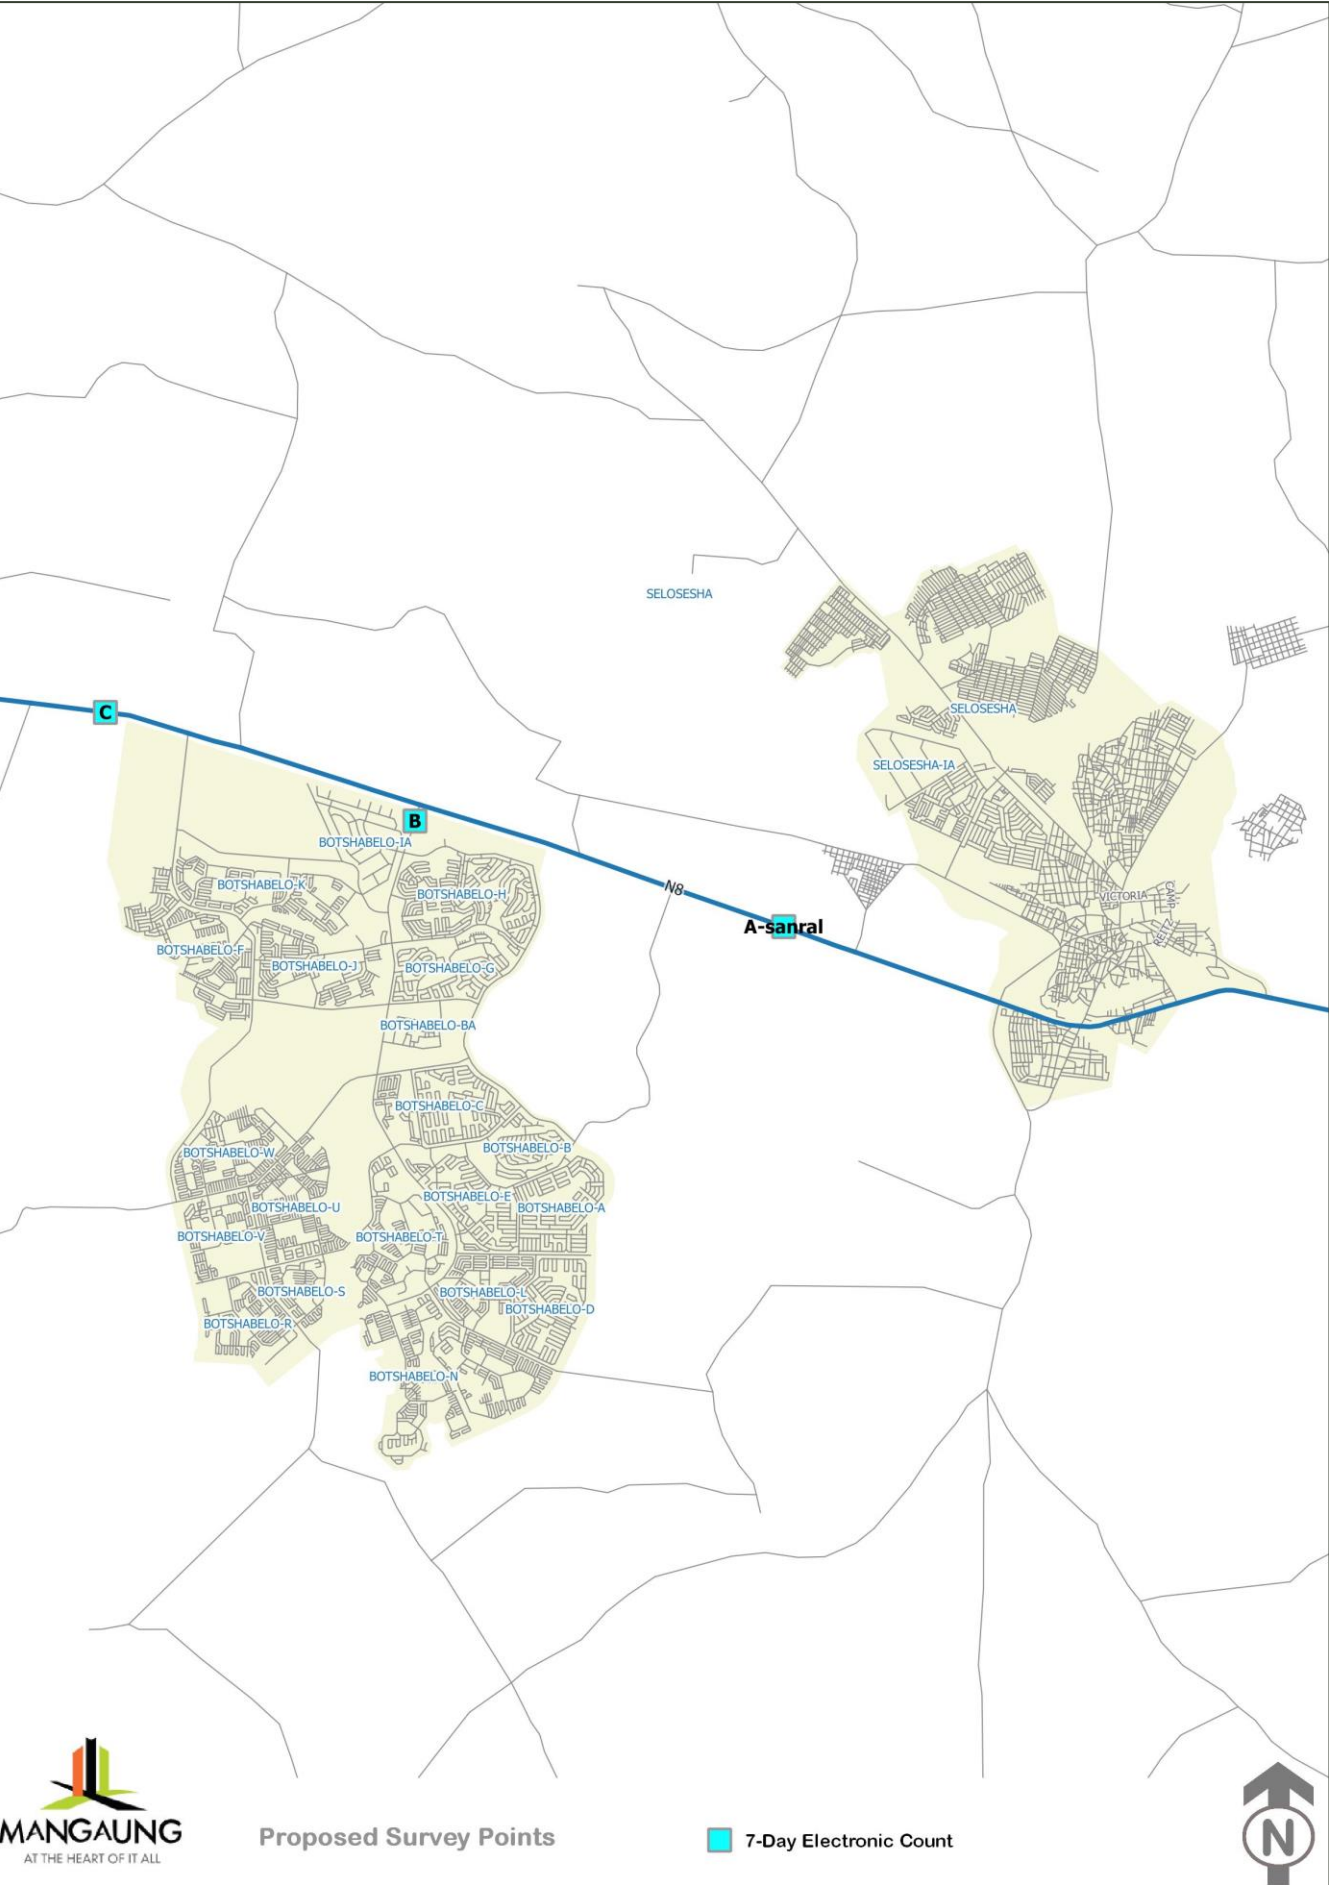 SELOSESHA
C
SELOSESHA
SELOSESHA-IA
B
BOTSHABELO-IA
BOTSHABELO-K
BOTSHABELO-H
N8
VICTORIA
CAMP
A-sanral
REITZ
BOTSHABELO-F
BOTSHABELO-J
BOTSHABELO-G
BOTSHABELO-BA
BOTSHABELO-C
BOTSHABELO-B
BOTSHABELO-W
BOTSHABELO-E
BOTSHABELO-U
BOTSHABELO-A
BOTSHABELO-V
BOTSHABELO-T
BOTSHABELO-S
BOTSHABELO-L
BOTSHABELO-D
BOTSHABELO-R
BOTSHABELO-N
MANGAUNG
AT THE HEART OF IT ALL
Proposed Survey Points
7-Day Electronic Count
N